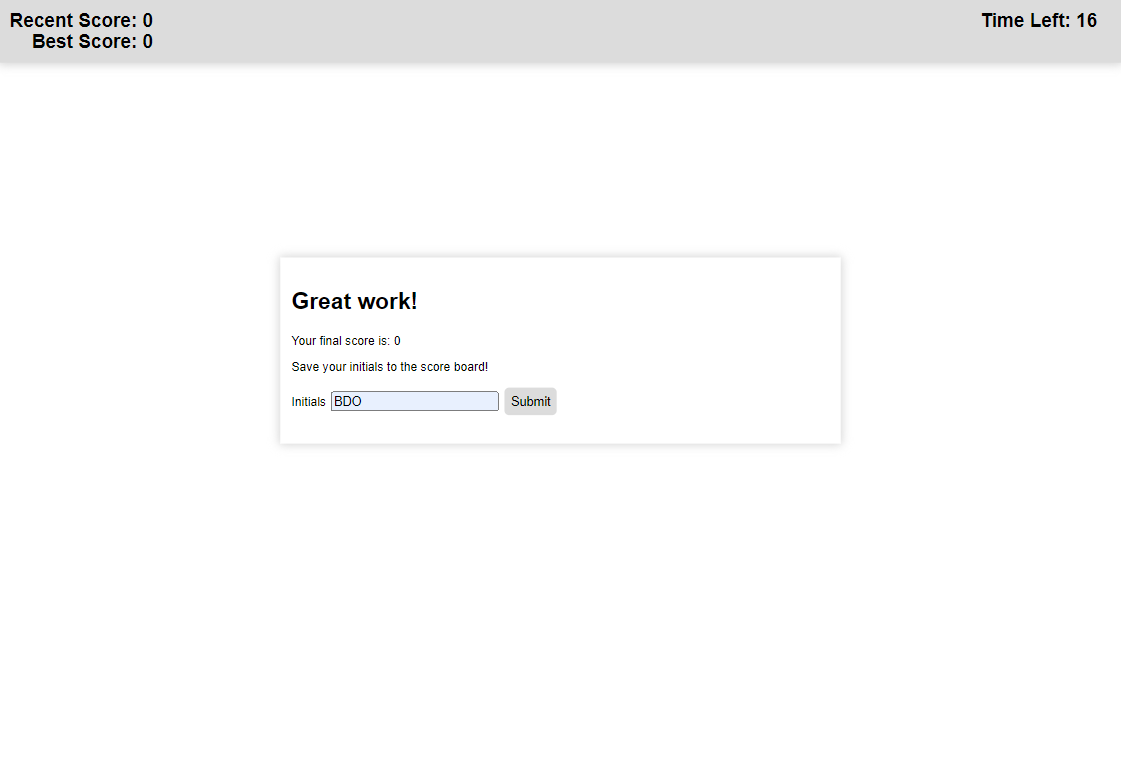 Recent Score: 0
Time Left: 16
Best Score: 0
Great work!
Your final score is: 0
Save your initials to the score board!
Initials BDO Submit